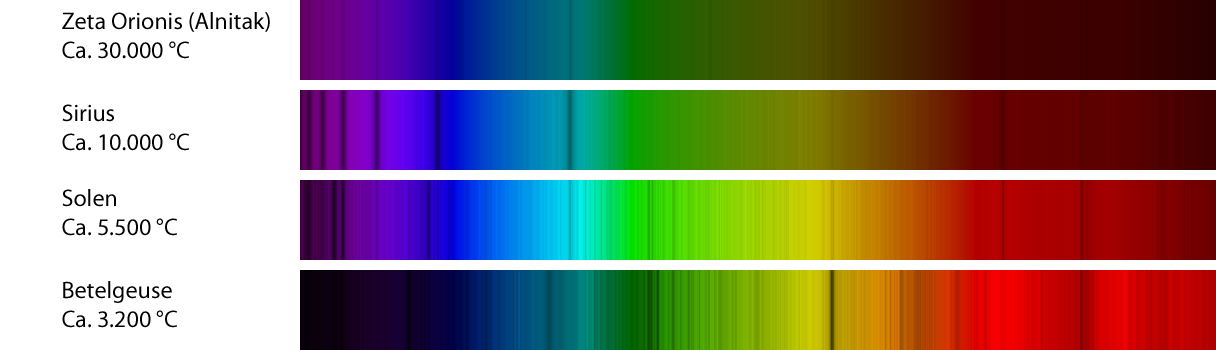 Zeta Orionis (Alnitak)
Ca. 30.000 °C
Sirius
Ca. 10.000 °C
Solen
Ca. 5.500 °C
Betelgeuse
Ca. 3.200 °C